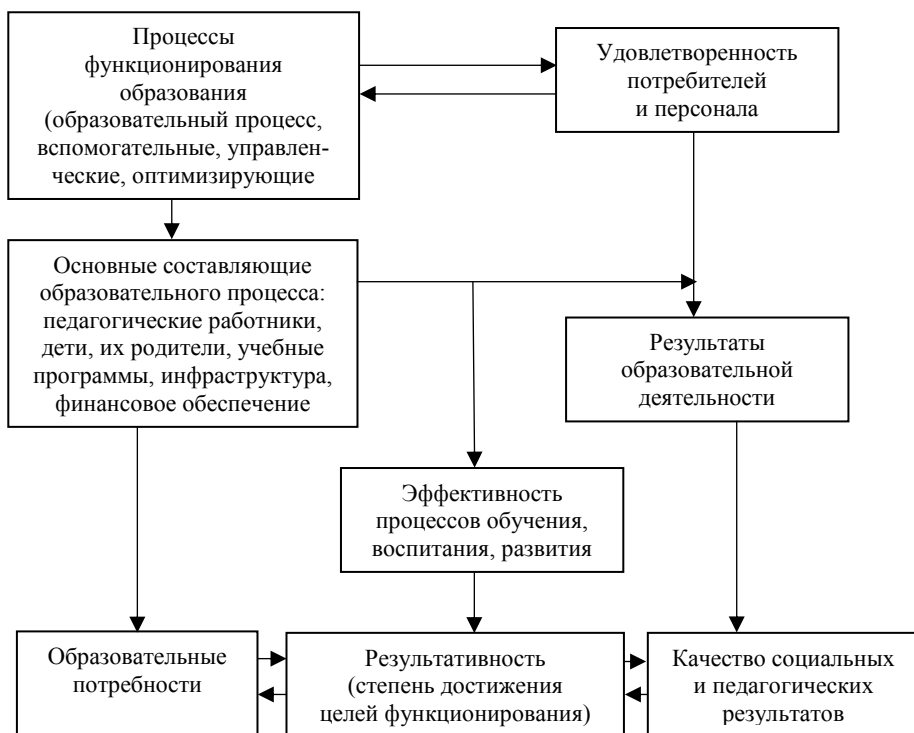 Процессы
функционирования
образования
(образовательный процесс,
вспомогательные, управлен-
ческие, оптимизирующие
Удовлетворенность
потребителей
и персонала
Основные составляющие
образовательного процесса:
педагогические работники,
дети, их родители, учебные
программы, инфраструктура,
финансовое обеспечение
Результаты
образовательной
деятельности
Эффективность
процессов обучения,
воспитания, развития
Образовательные
потребности
Результативность
(степень достижения
целей функционирования)
Качество социальных
и педагогических
результатов